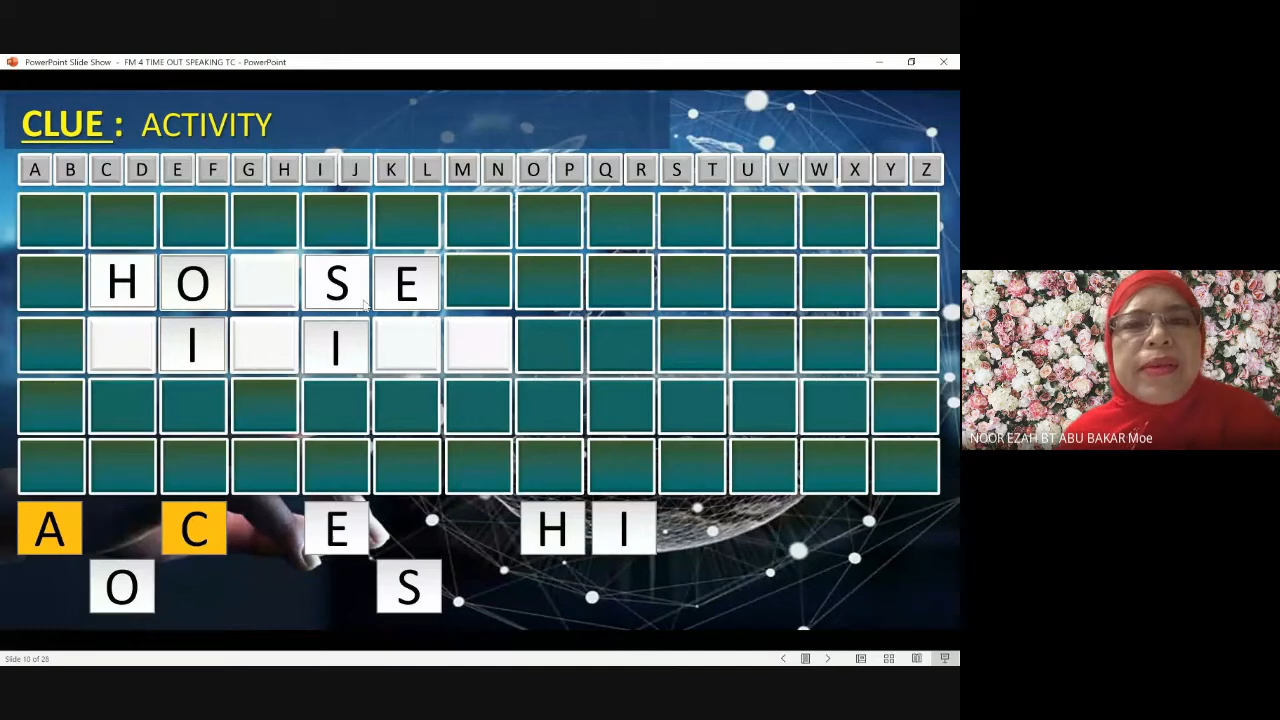 PowerPoint Slide Show - FM 4 TIME OUT SPEAKING TC - PowerPoint
CLUE : ACTIVITY
A B C D E F G H I J K L M N O P Q R S T U V W X Y Z
H O S E
I I
A C E H I
O S
NOOR EZAH BT ABU BAKAR Moe
Slide 10 of 28